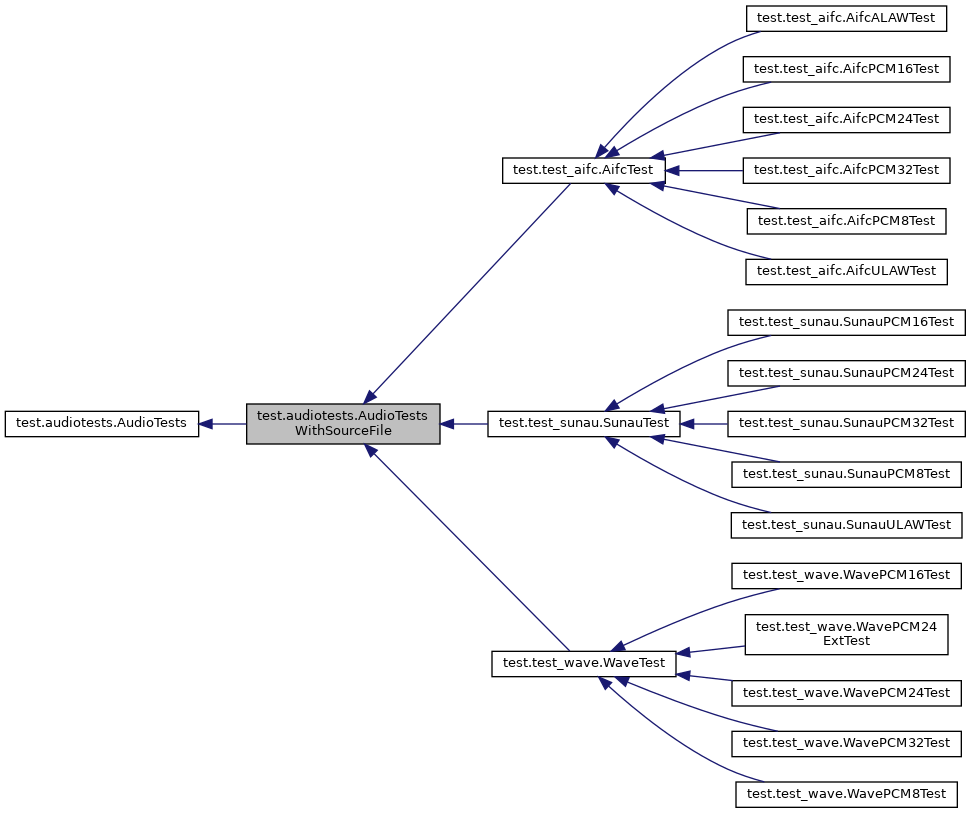 test.test_aifc.AifcALAWTest
test.test_aifc.AifcPCM16Test
test.test_aifc.AifcPCM24Test
test.test_aifc.AifcTest
test.test_aifc.AifcPCM32Test
test.test_aifc.AifcPCM8Test
test.test_aifc.AifcULAWTest
test.test_sunau.SunauPCM16Test
test.test_sunau.SunauPCM24Test
test.audiotests.AudioTests
test.audiotests.AudioTests
WithSourceFile
test.test_sunau.SunauTest
test.test_sunau.SunauPCM32Test
test.test_sunau.SunauPCM8Test
test.test_sunau.SunauULAWTest
test.test_wave.WavePCM16Test
test.test_wave.WavePCM24
ExtTest
test.test_wave.WaveTest
test.test_wave.WavePCM24Test
test.test_wave.WavePCM32Test
test.test_wave.WavePCM8Test